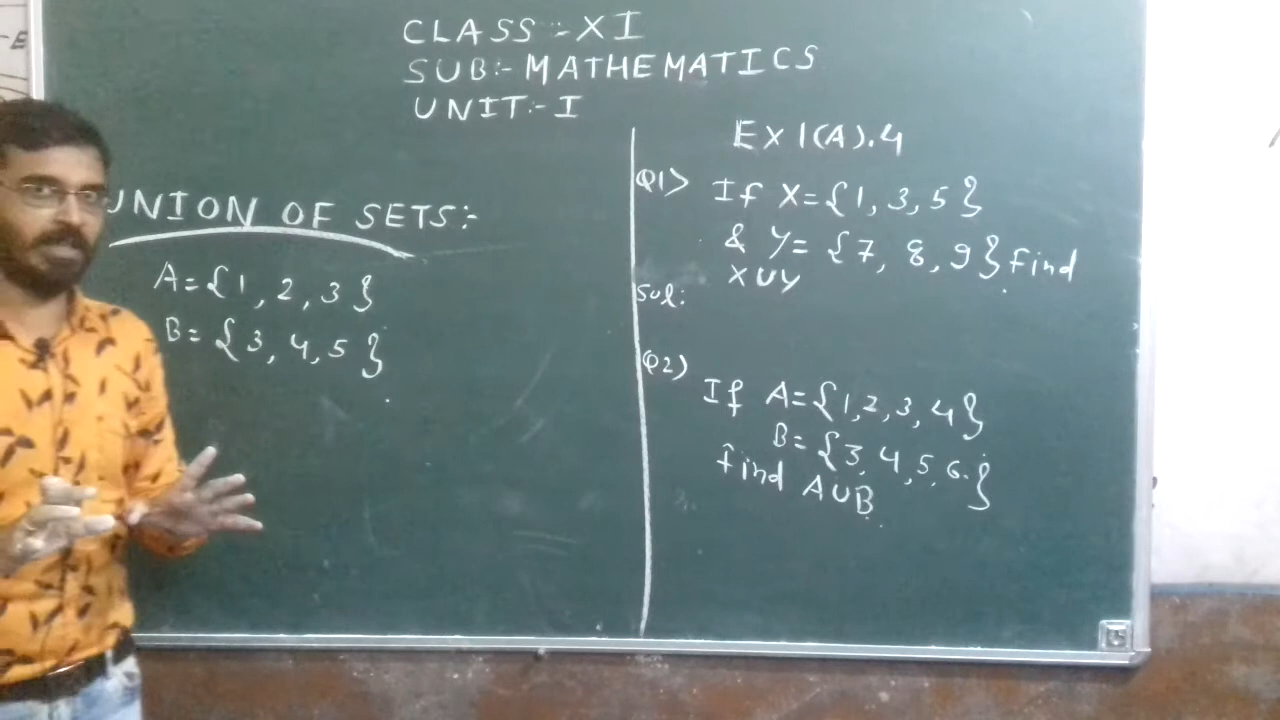 CLASS :- XI
SUB:- MATHEMATICS
UNIT:- I
UNION OF SETS:-
A={1, 2, 3}
B= {3, 4, 5}
Ex 1(A).4
Q1> If X={1, 3, 5}
& Y= {7, 8, 9} find
X∪Y
Sol:
Q2)
If A={1,2,3,4}
B= {3, 4, 5, 6}
find A∪B